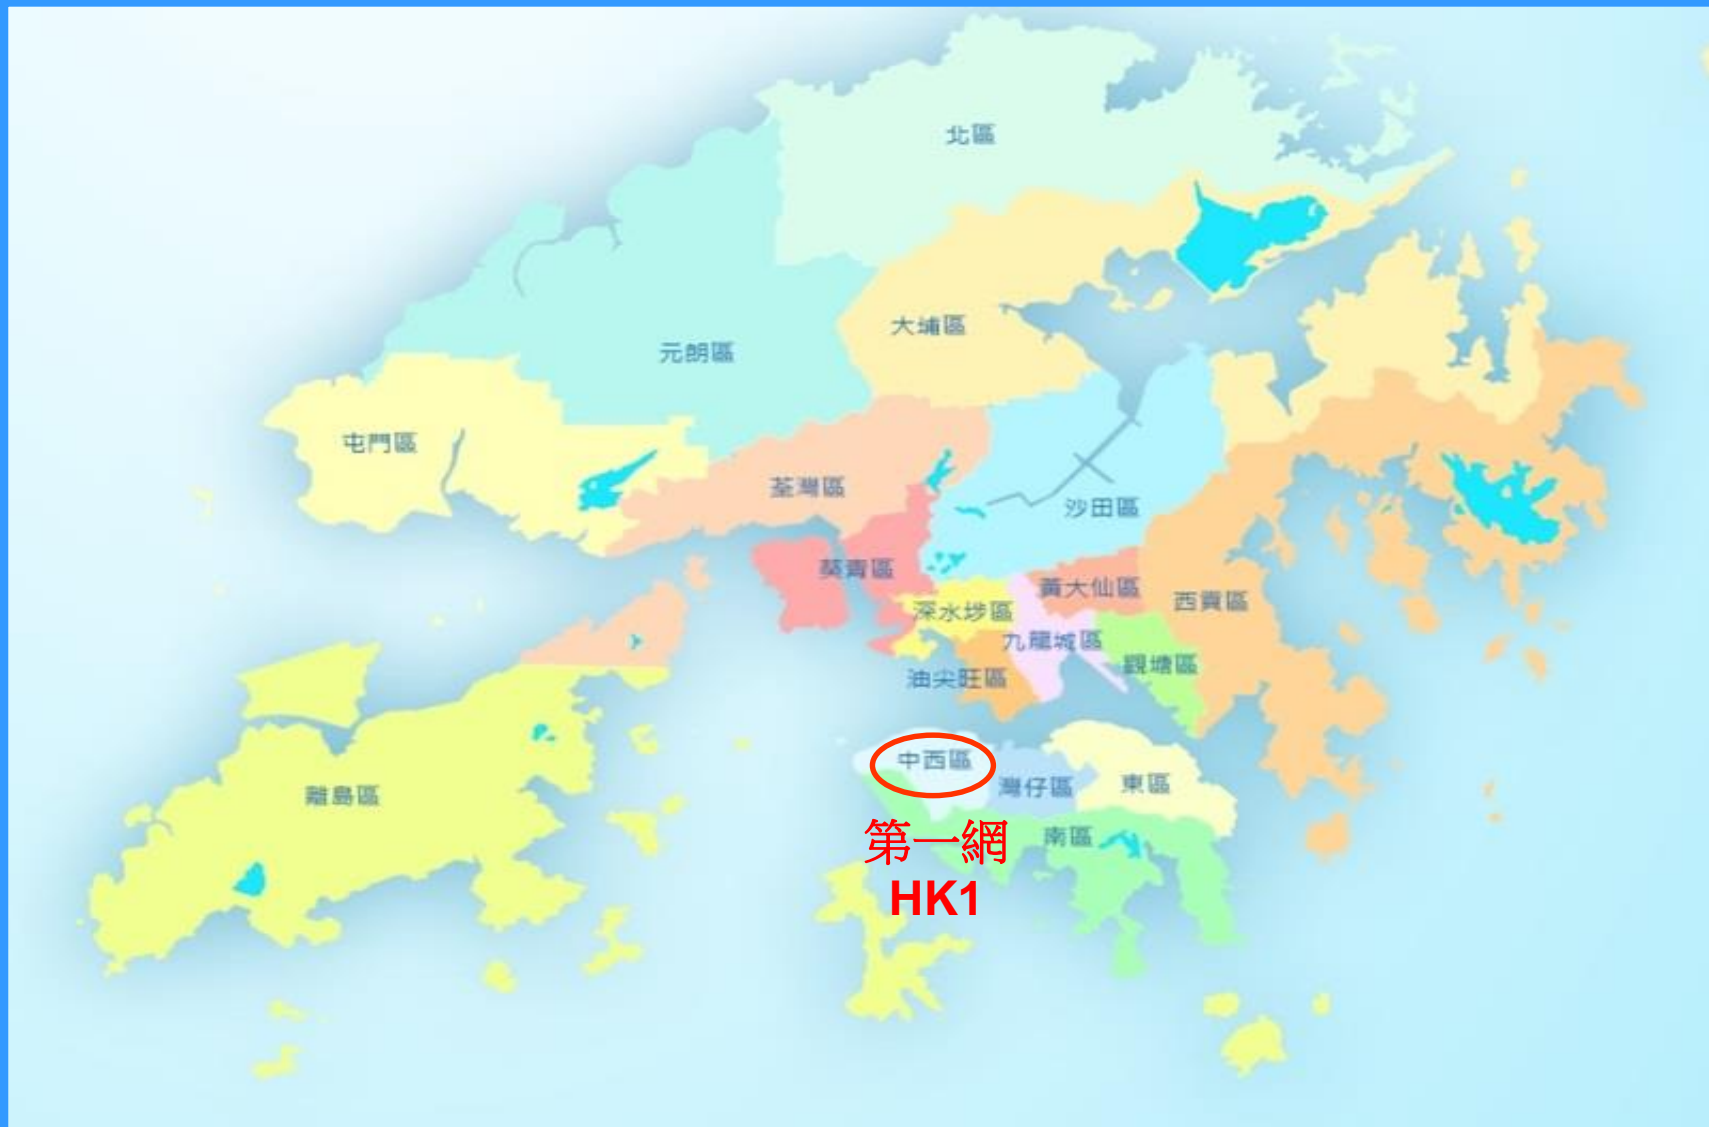 北區
大埔區
元朗區
屯門區
荃灣區
沙田區
葵青區
黃大仙區
西貢區
深水埗區
九龍城區
觀塘區
油尖旺區
中西區
灣仔區
東區
離島區
南區
第一網
HK1